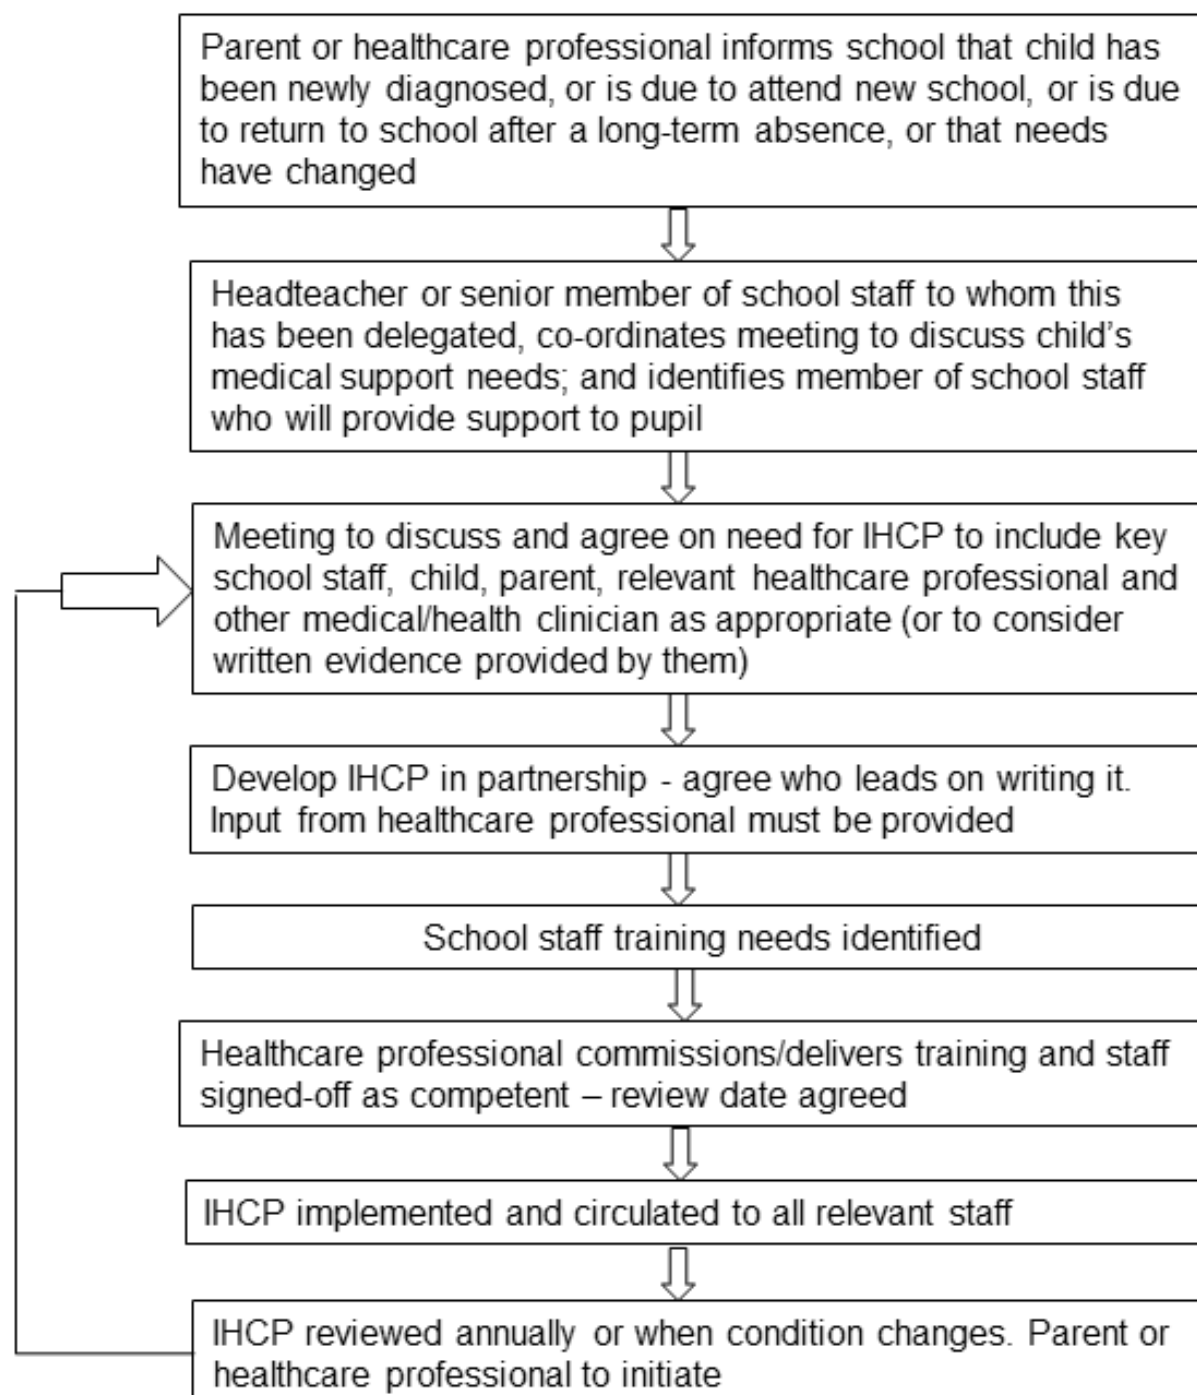 Parent or healthcare professional informs school that child has
been newly diagnosed, or is due to attend new school, or is due
to return to school after a long-term absence, or that needs
have changed
Headteacher or senior member of school staff to whom this
has been delegated, co-ordinates meeting to discuss child’s
medical support needs; and identifies member of school staff
who will provide support to pupil
Meeting to discuss and agree on need for IHCP to include key
school staff, child, parent, relevant healthcare professional and
other medical/health clinician as appropriate (or to consider
written evidence provided by them)
Develop IHCP in partnership - agree who leads on writing it.
Input from healthcare professional must be provided
School staff training needs identified
Healthcare professional commissions/delivers training and staff
signed-off as competent – review date agreed
IHCP implemented and circulated to all relevant staff
IHCP reviewed annually or when condition changes. Parent or
healthcare professional to initiate